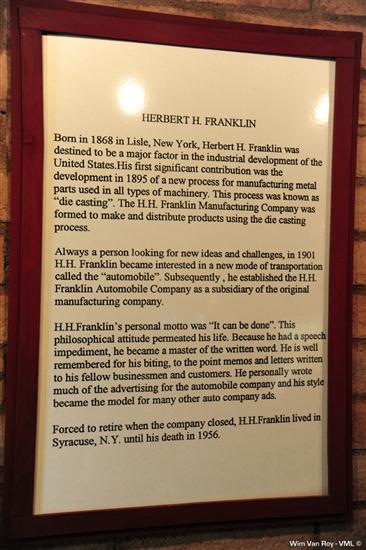 HERBERT H. FRANKLIN
Born in 1868 in Lisle, New York, Herbert H. Franklin was
destined to be a major factor in the industrial development of the
United States.His first significant contribution was the
development in 1895 of a new process for manufacturing metal
parts used in all types of machinery. This process was known as
“die casting”. The H.H. Franklin Manufacturing Company was
formed to make and distribute products using the die casting
process.
Always a person looking for new ideas and challenges, in 1901
H.H. Franklin became interested in a new mode of transportation
called the “automobile”. Subsequently , he established the H.H.
Franklin Automobile Company as a subsidiary of the original
manufacturing company.
H.H.Franklin’s personal motto was “It can be done”. This
philosophical attitude permeated his life. Because he had a speech
impediment, he became a master of the written word. He is well
remembered for his biting, to the point memos and letters written
to his fellow businessmen and customers. He personally wrote
much of the advertising for the automobile company and his style
became the model for many other auto company ads.
Forced to retire when the company closed, H.H.Franklin lived in
Syracuse, N.Y. until his death in 1956.
Wim Van Roy - VML ©